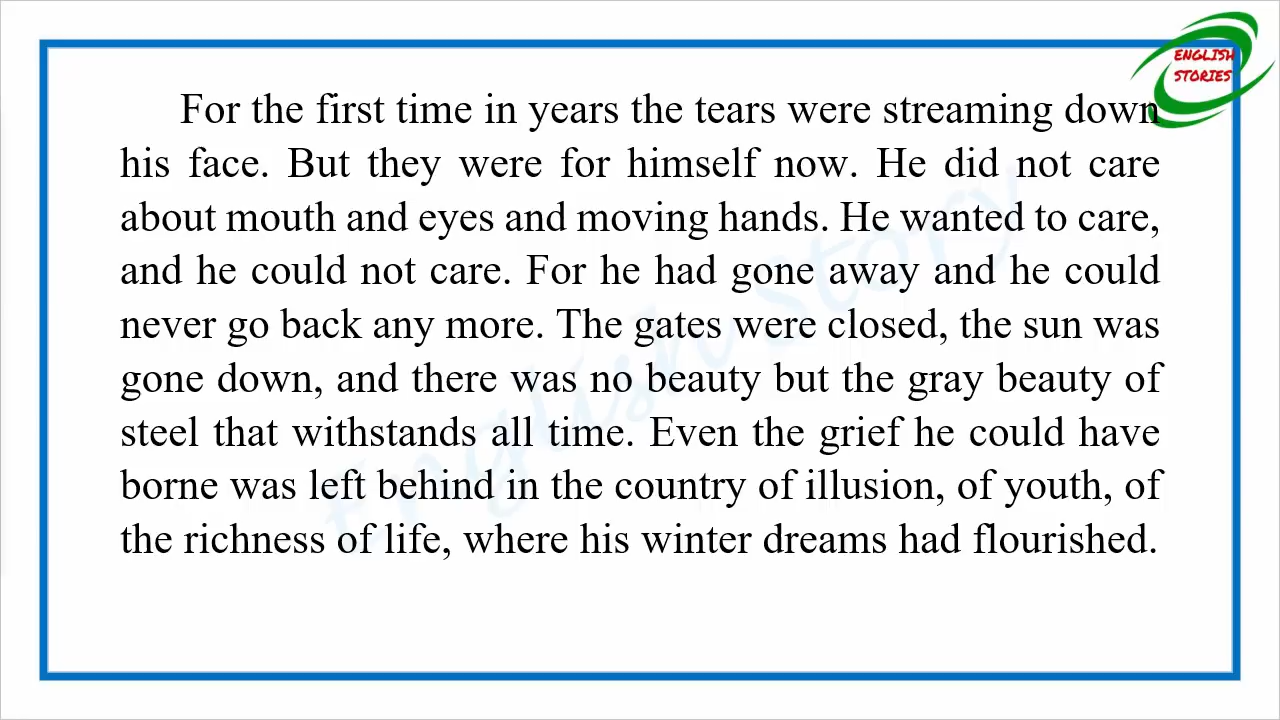 ENGLISH
STORIES
For the first time in years the tears were streaming down
his face. But they were for himself now. He did not care
about mouth and eyes and moving hands. He wanted to care,
and he could not care. For he had gone away and he could
never go back any more. The gates were closed, the sun was
gone down, and there was no beauty but the gray beauty of
steel that withstands all time. Even the grief he could have
borne was left behind in the country of illusion, of youth, of
the richness of life, where his winter dreams had flourished.
English Story